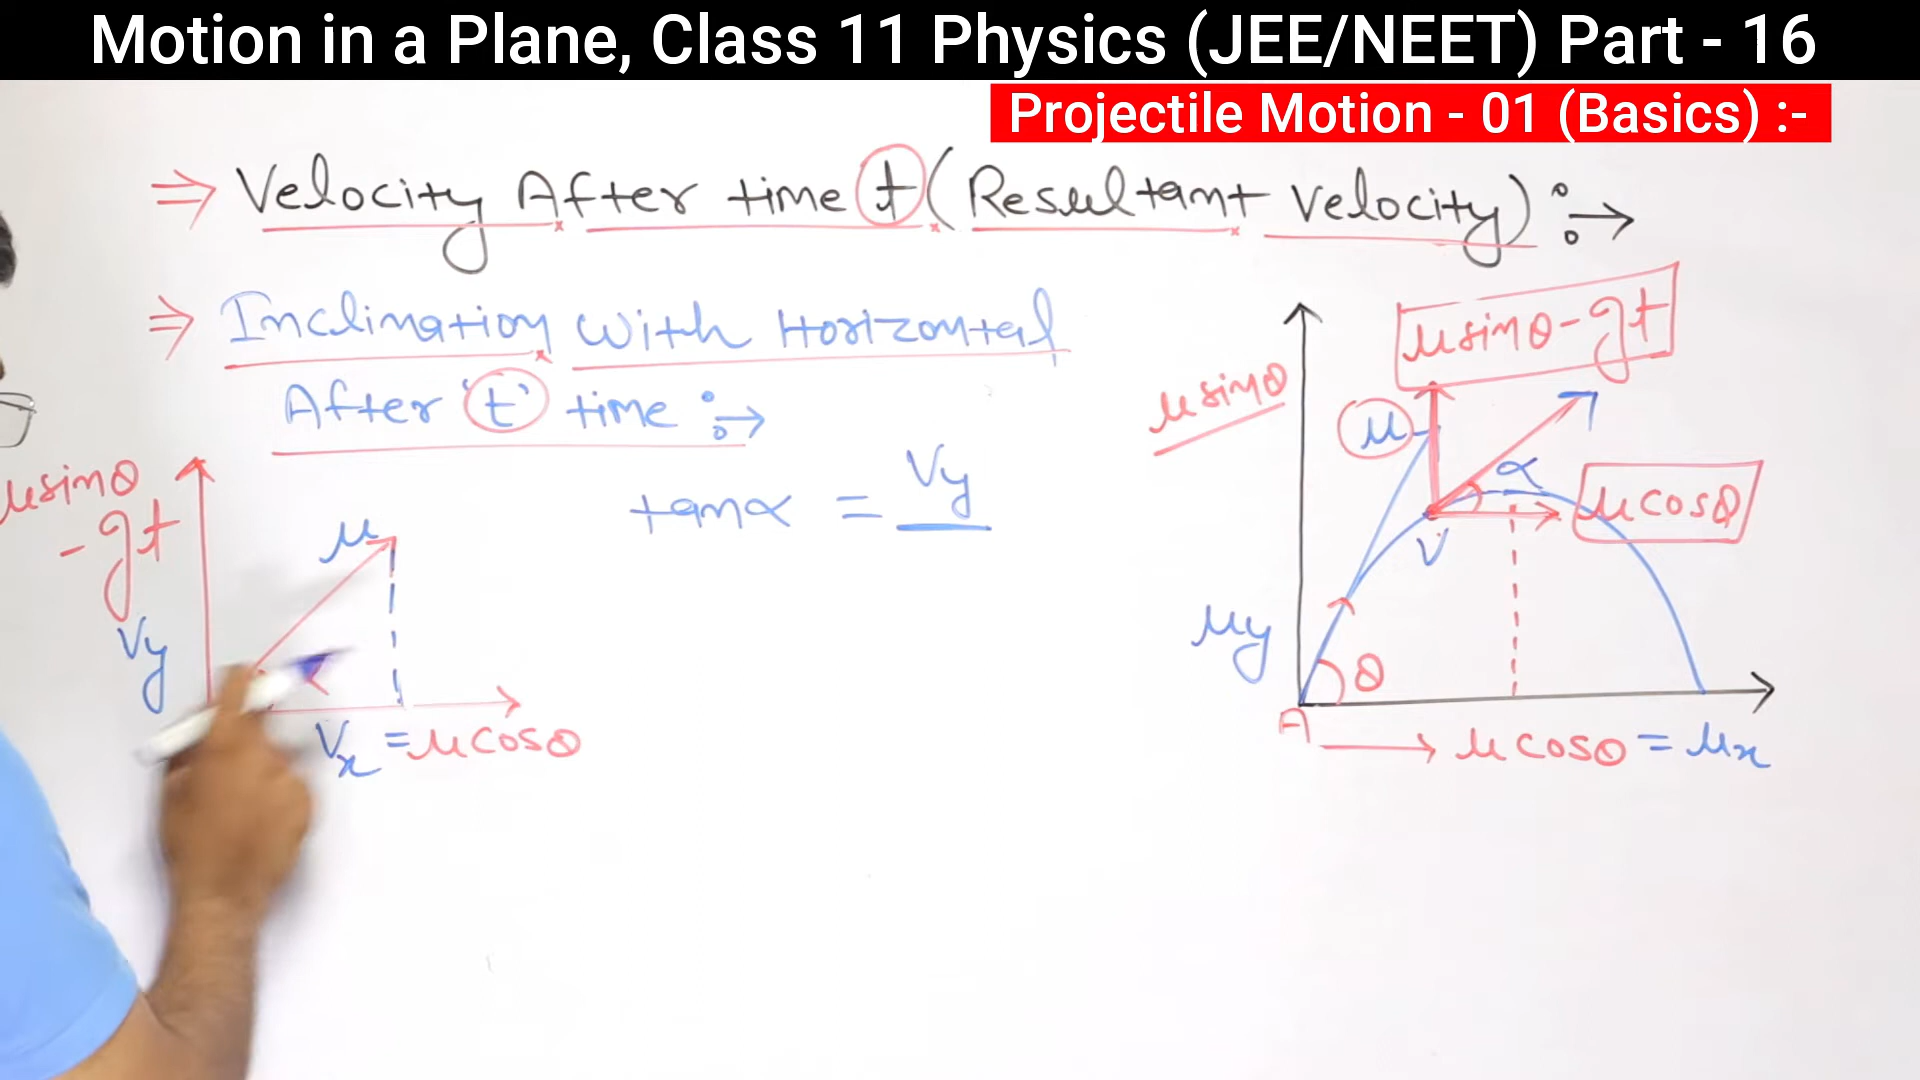 Motion in a Plane, Class 11 Physics (JEE/NEET) Part - 16
Projectile Motion - 01 (Basics) :-
⇒ Velocity After time t (Resultant Velocity) :→
⇒ Inclination With Horizontal
After 't' time :→
tanα = Vy
usinθ
- gt
Vy
u
Vx = ucosθ
usinθ - gt
usinθ
u
α
ucosθ
V
uy
θ
A
→ ucosθ = ux